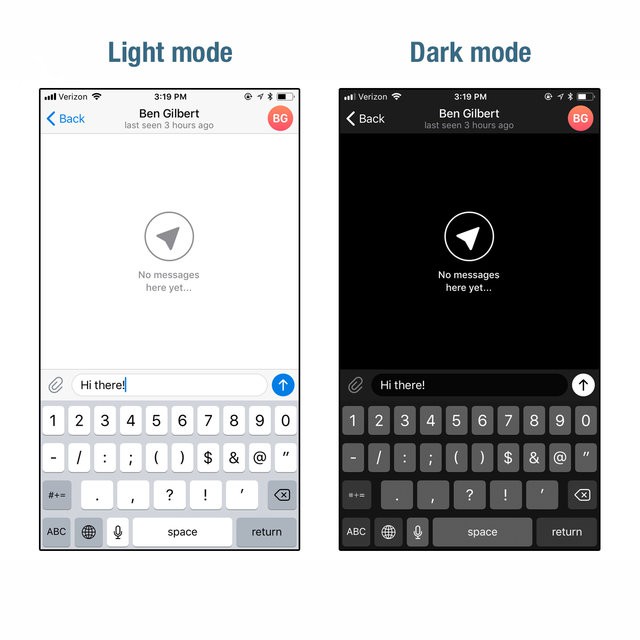 Light mode
Verizon 3:19 PM
Back Ben Gilbert BG
last seen 3 hours ago
No messages
here yet...
Hi there!
1 2 3 4 5 6 7 8 9 0
- / : ; ( ) $ & @ "
#+= . , ? ! '
ABC space return
Dark mode
Verizon 3:19 PM
Back Ben Gilbert BG
last seen 3 hours ago
No messages
here yet...
Hi there!
1 2 3 4 5 6 7 8 9 0
- / : ; ( ) $ & @ "
#+= . , ? ! '
ABC space return